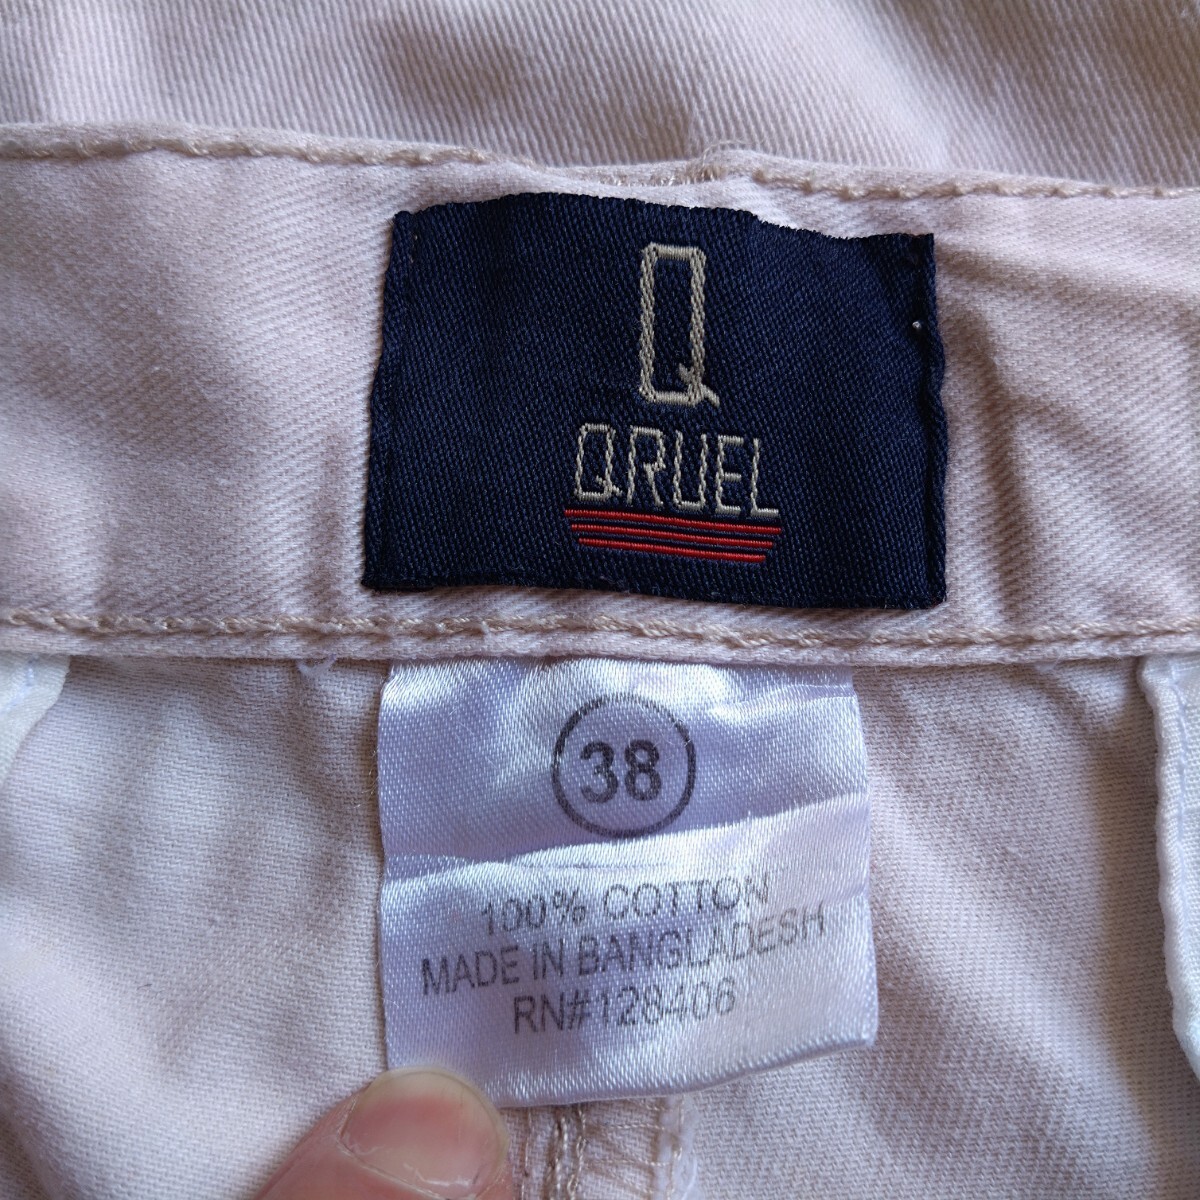 Q
QRUEL
38
100% COTTON
MADE IN BANGLADESH
RN#128406